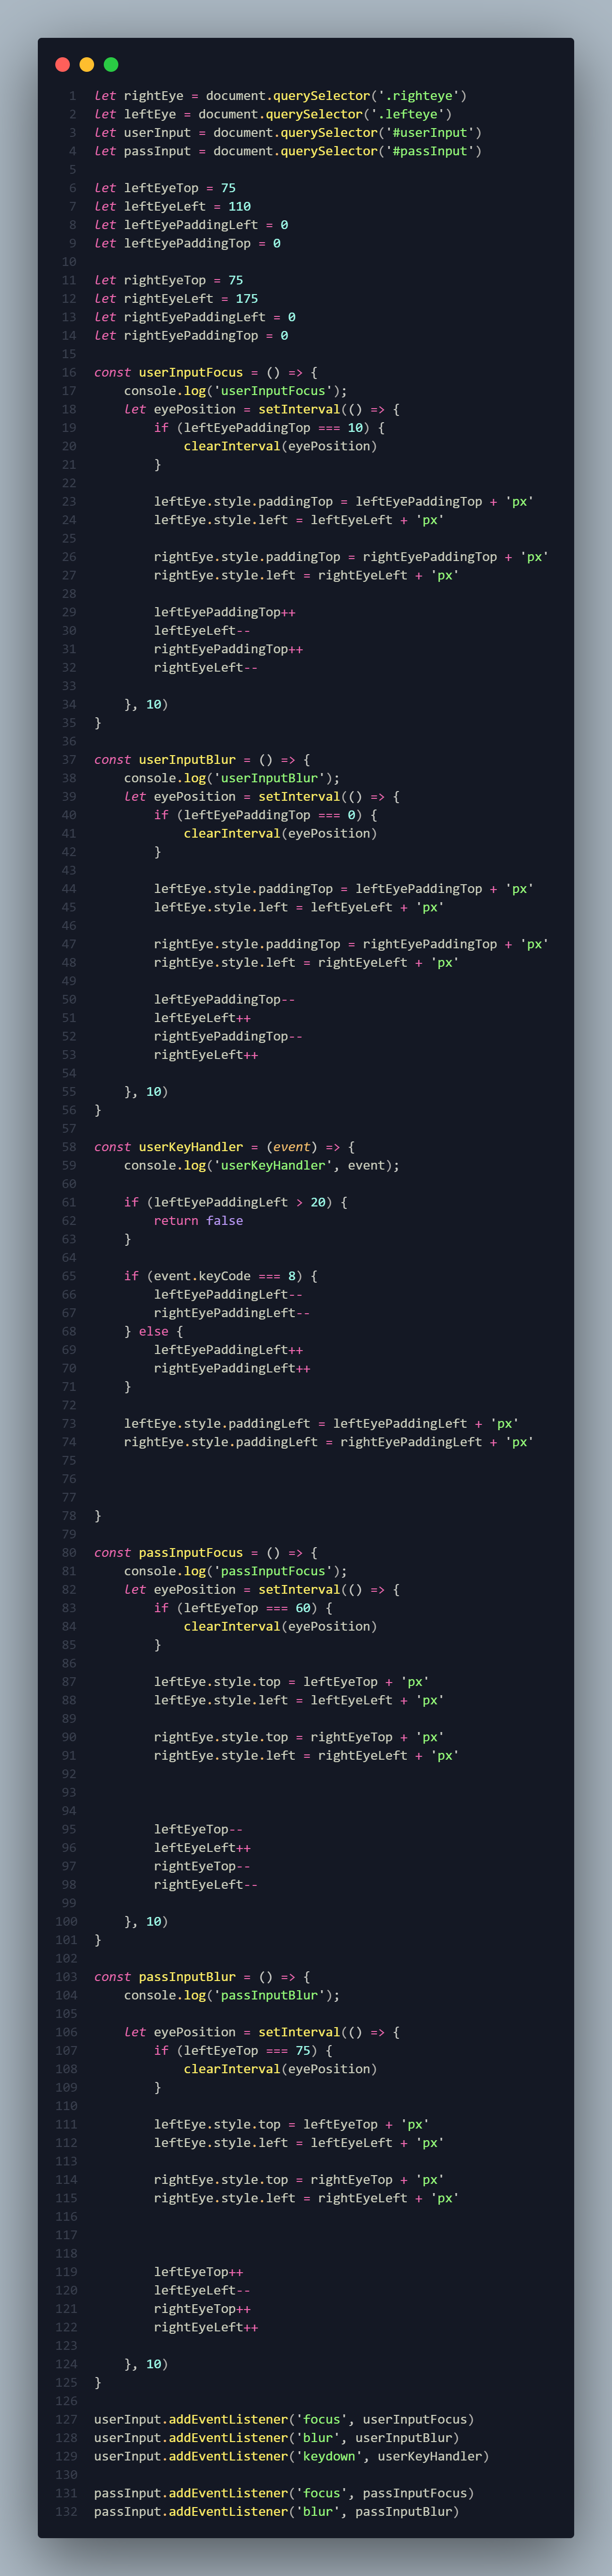 1 let rightEye = document.querySelector('.righteye')
2 let leftEye = document.querySelector('.lefteye')
3 let userInput = document.querySelector('#userInput')
4 let passInput = document.querySelector('#passInput')
5
6 let leftEyeTop = 75
7 let leftEyeLeft = 110
8 let leftEyePaddingLeft = 0
9 let leftEyePaddingTop = 0
10
11 let rightEyeTop = 75
12 let rightEyeLeft = 175
13 let rightEyePaddingLeft = 0
14 let rightEyePaddingTop = 0
15
16 const userInputFocus = () => {
17     console.log('userInputFocus');
18     let eyePosition = setInterval(() => {
19         if (leftEyePaddingTop === 10) {
20             clearInterval(eyePosition)
21         }
22
23         leftEye.style.paddingTop = leftEyePaddingTop + 'px'
24         leftEye.style.left = leftEyeLeft + 'px'
25
26         rightEye.style.paddingTop = rightEyePaddingTop + 'px'
27         rightEye.style.left = rightEyeLeft + 'px'
28
29         leftEyePaddingTop++
30         leftEyeLeft--
31         rightEyePaddingTop++
32         rightEyeLeft--
33
34     }, 10)
35 }
36
37 const userInputBlur = () => {
38     console.log('userInputBlur');
39     let eyePosition = setInterval(() => {
40         if (leftEyePaddingTop === 0) {
41             clearInterval(eyePosition)
42         }
43
44         leftEye.style.paddingTop = leftEyePaddingTop + 'px'
45         leftEye.style.left = leftEyeLeft + 'px'
46
47         rightEye.style.paddingTop = rightEyePaddingTop + 'px'
48         rightEye.style.left = rightEyeLeft + 'px'
49
50         leftEyePaddingTop--
51         leftEyeLeft++
52         rightEyePaddingTop--
53         rightEyeLeft++
54
55     }, 10)
56 }
57
58 const userKeyHandler = (event) => {
59     console.log('userKeyHandler', event);
60
61     if (leftEyePaddingLeft > 20) {
62         return false
63     }
64
65     if (event.keyCode === 8) {
66         leftEyePaddingLeft--
67         rightEyePaddingLeft--
68     } else {
69         leftEyePaddingLeft++
70         rightEyePaddingLeft++
71     }
72
73     leftEye.style.paddingLeft = leftEyePaddingLeft + 'px'
74     rightEye.style.paddingLeft = rightEyePaddingLeft + 'px'
75
76
77
78 }
79
80 const passInputFocus = () => {
81     console.log('passInputFocus');
82     let eyePosition = setInterval(() => {
83         if (leftEyeTop === 60) {
84             clearInterval(eyePosition)
85         }
86
87         leftEye.style.top = leftEyeTop + 'px'
88         leftEye.style.left = leftEyeLeft + 'px'
89
90         rightEye.style.top = rightEyeTop + 'px'
91         rightEye.style.left = rightEyeLeft + 'px'
92
93
94
95         leftEyeTop--
96         leftEyeLeft++
97         rightEyeTop--
98         rightEyeLeft--
99
100     }, 10)
101 }
102
103 const passInputBlur = () => {
104     console.log('passInputBlur');
105
106     let eyePosition = setInterval(() => {
107         if (leftEyeTop === 75) {
108             clearInterval(eyePosition)
109         }
110
111         leftEye.style.top = leftEyeTop + 'px'
112         leftEye.style.left = leftEyeLeft + 'px'
113
114         rightEye.style.top = rightEyeTop + 'px'
115         rightEye.style.left = rightEyeLeft + 'px'
116
117
118
119         leftEyeTop++
120         leftEyeLeft--
121         rightEyeTop++
122         rightEyeLeft++
123
124     }, 10)
125 }
126
127 userInput.addEventListener('focus', userInputFocus)
128 userInput.addEventListener('blur', userInputBlur)
129 userInput.addEventListener('keydown', userKeyHandler)
130
131 passInput.addEventListener('focus', passInputFocus)
132 passInput.addEventListener('blur', passInputBlur)